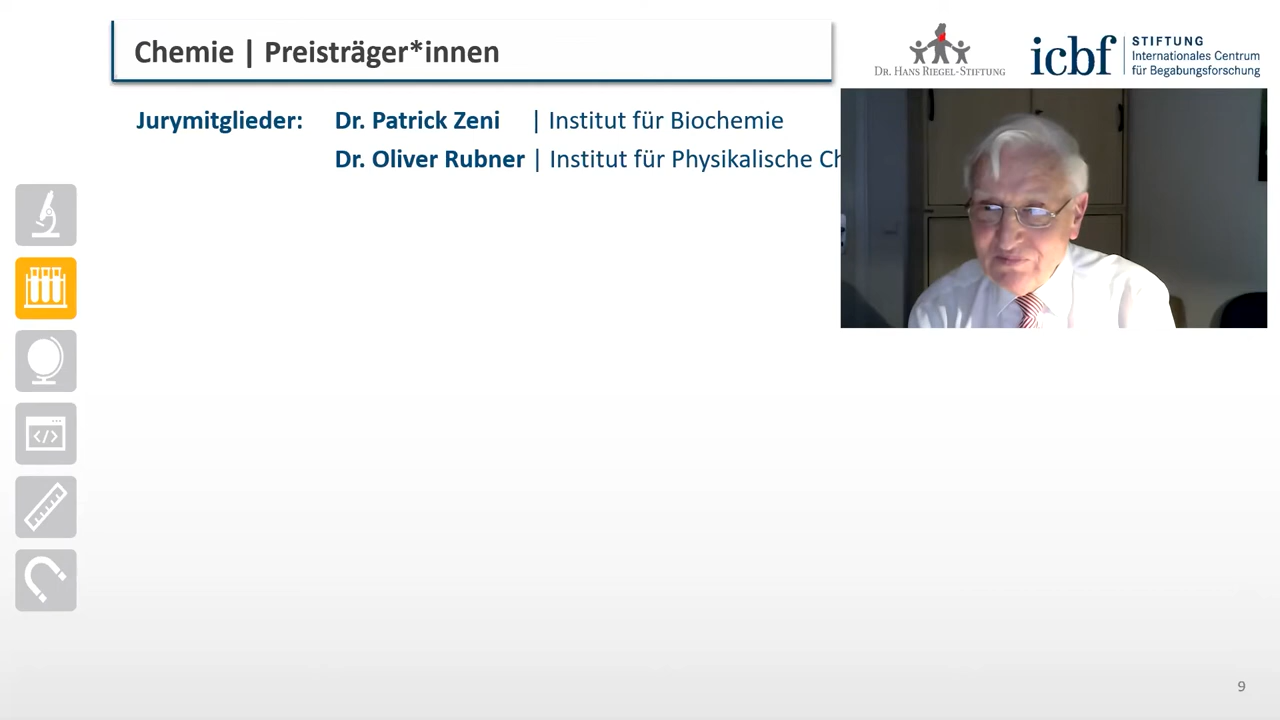 Chemie | Preisträger*innen
DR. HANS RIEGEL-STIFTUNG
icbf
STIFTUNG
Internationales Centrum
für Begabungsforschung
Jurymitglieder: Dr. Patrick Zeni | Institut für Biochemie
Dr. Oliver Rubner | Institut für Physikalische Ch
</>
9